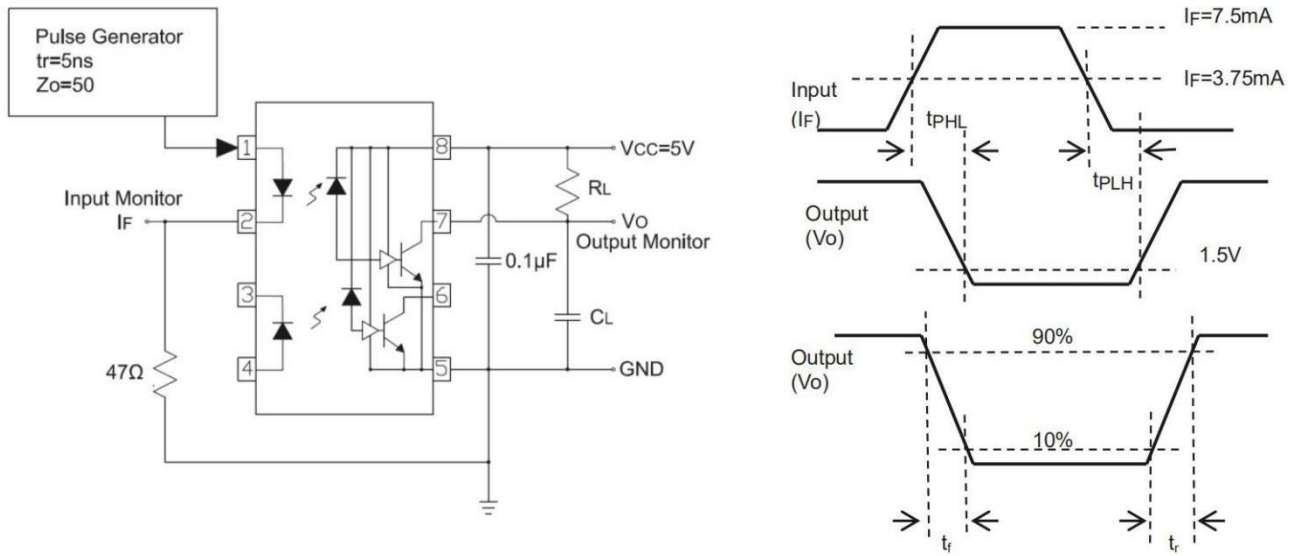 Pulse Generator
tr=5ns
Zo=50
1
8
VCC=5V
RL
Input Monitor
IF
2
7
VO
Output Monitor
0.1µF
3
6
CL
47Ω
4
5
GND
IF=7.5mA
IF=3.75mA
Input
(IF)
tPHL
tPLH
Output
(Vo)
1.5V
Output
(Vo)
90%
10%
tf
tr